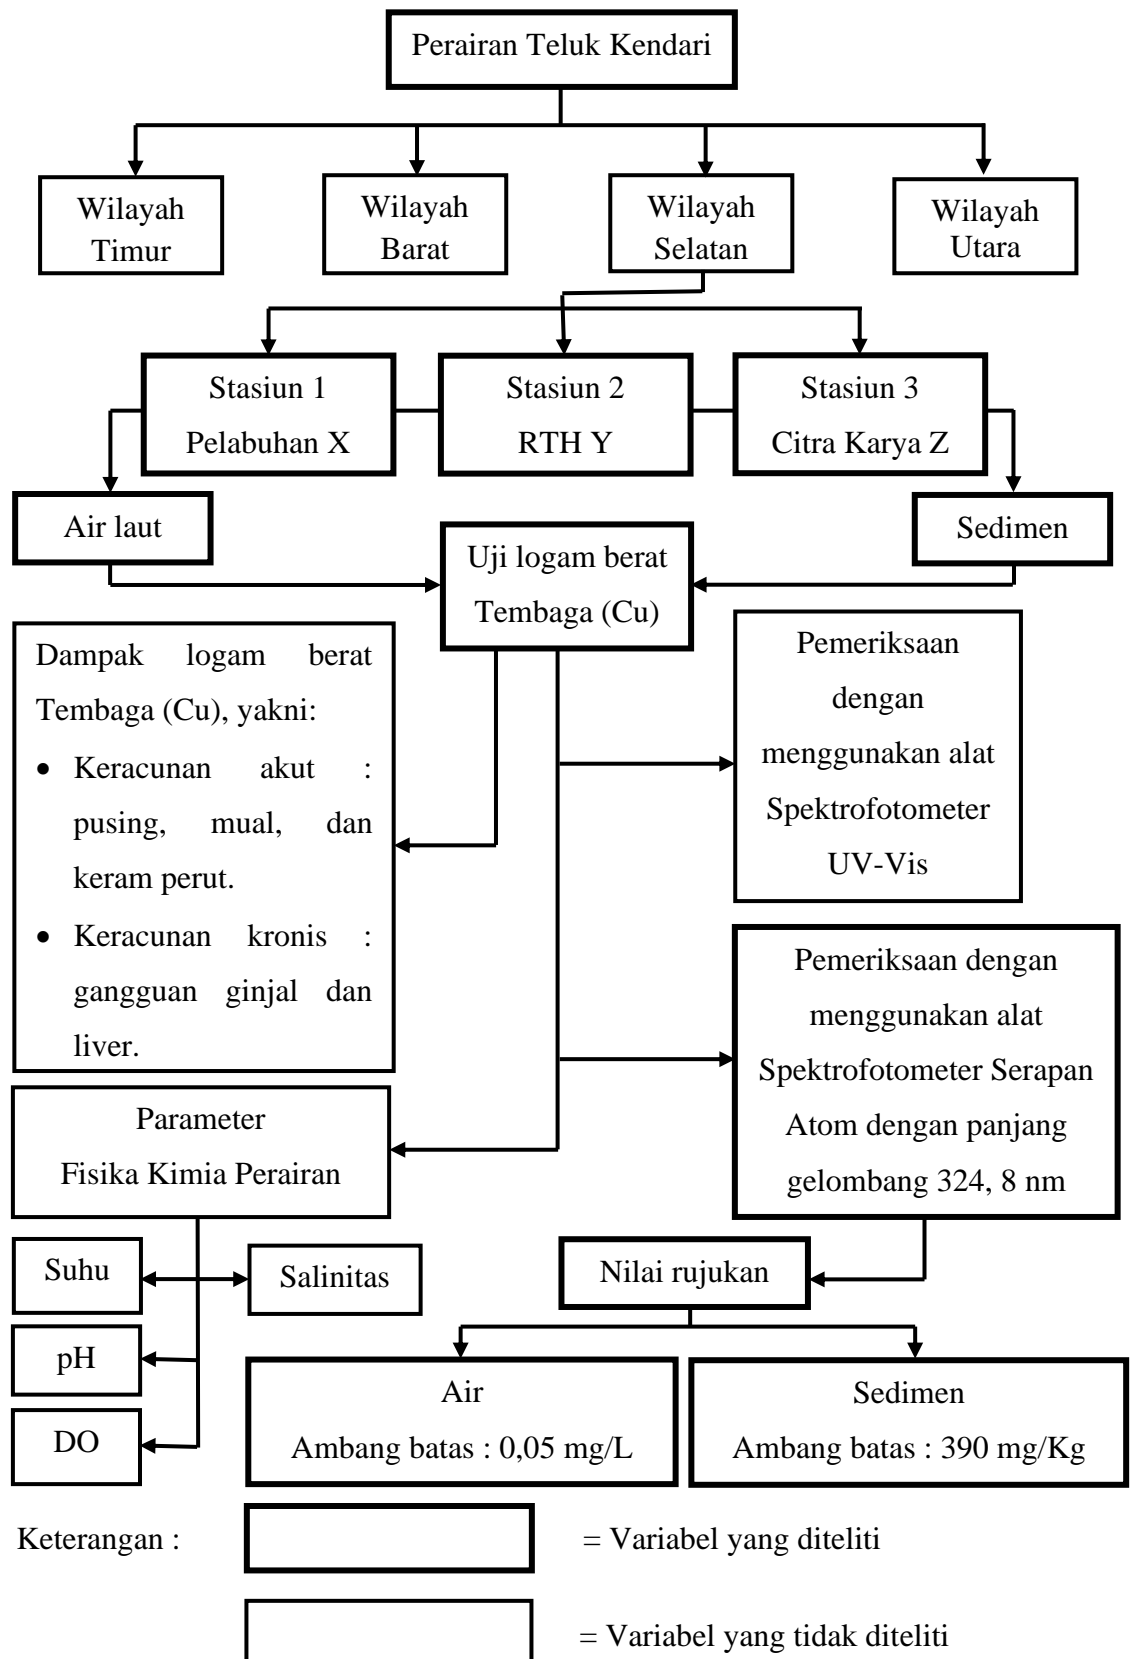 Perairan Teluk Kendari
Wilayah
Timur
Wilayah
Barat
Wilayah
Selatan
Wilayah
Utara
Stasiun 1
Pelabuhan X
Stasiun 2
RTH Y
Stasiun 3
Citra Karya Z
Air laut
Sedimen
Uji logam berat
Tembaga (Cu)
Dampak logam berat
Tembaga (Cu), yakni:
• Keracunan akut :
pusing, mual, dan
keram perut.
• Keracunan kronis :
gangguan ginjal dan
liver.
Pemeriksaan
dengan
menggunakan alat
Spektrofotometer
UV-Vis
Pemeriksaan dengan
menggunakan alat
Spektrofotometer Serapan
Atom dengan panjang
gelombang 324, 8 nm
Parameter
Fisika Kimia Perairan
Suhu
Salinitas
pH
DO
Nilai rujukan
Air
Ambang batas : 0,05 mg/L
Sedimen
Ambang batas : 390 mg/Kg
Keterangan :
= Variabel yang diteliti
= Variabel yang tidak diteliti